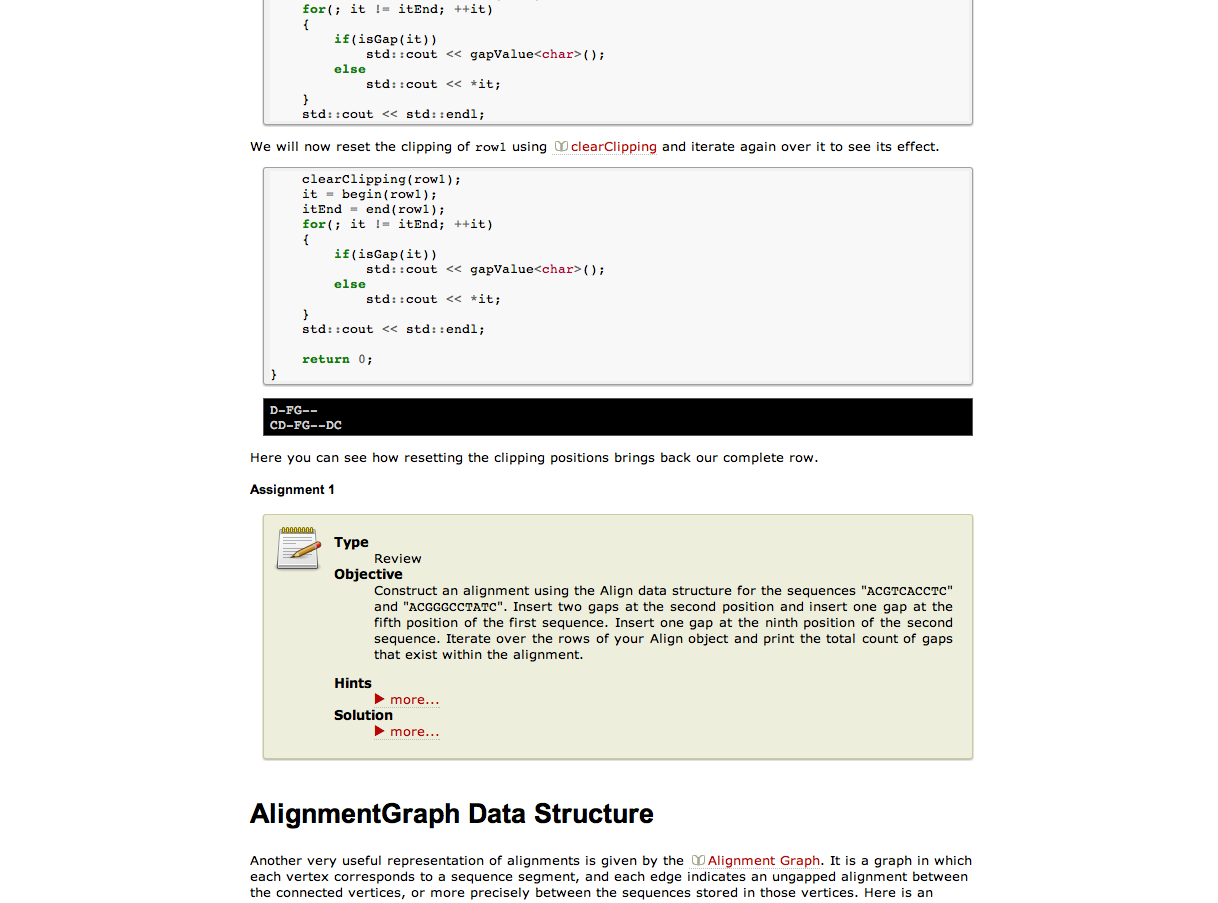 for(; it != itEnd; ++it)
{
if(isGap(it))
std::cout << gapValue<char>();
else
std::cout << *it;
}
std::cout << std::endl;
We will now reset the clipping of row1 using clearClipping and iterate again over it to see its effect.
clearClipping(row1);
it = begin(row1);
itEnd = end(row1);
for(; it != itEnd; ++it)
{
if(isGap(it))
std::cout << gapValue<char>();
else
std::cout << *it;
}
std::cout << std::endl;
return 0;
}
D-FG--
CD-FG--DC
Here you can see how resetting the clipping positions brings back our complete row.
Assignment 1
Type
Review
Objective
Construct an alignment using the Align data structure for the sequences "ACGTCACCTC"
and "ACGGGCCTATC". Insert two gaps at the second position and insert one gap at the
fifth position of the first sequence. Insert one gap at the ninth position of the second
sequence. Iterate over the rows of your Align object and print the total count of gaps
that exist within the alignment.
Hints
more...
Solution
more...
AlignmentGraph Data Structure
Another very useful representation of alignments is given by the Alignment Graph. It is a graph in which
each vertex corresponds to a sequence segment, and each edge indicates an ungapped alignment between
the connected vertices, or more precisely between the sequences stored in those vertices. Here is an